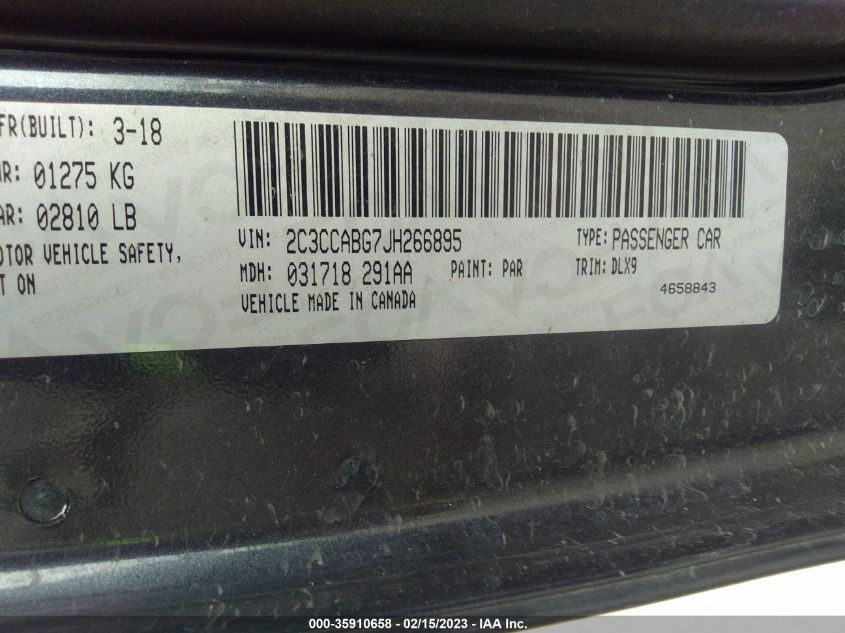 FR(BUILT): 3-18
R: 01275 KG
AR: 02810 LB
OTOR VEHICLE SAFETY,
T ON
VIN: 2C3CCABG7JH266895
TYPE: PASSENGER CAR
MDH: 031718 291AA
PAINT: PAR
TRIM: DLX9
VEHICLE MADE IN CANADA
4658843
000-35910658 - 02/15/2023 - IAA Inc.